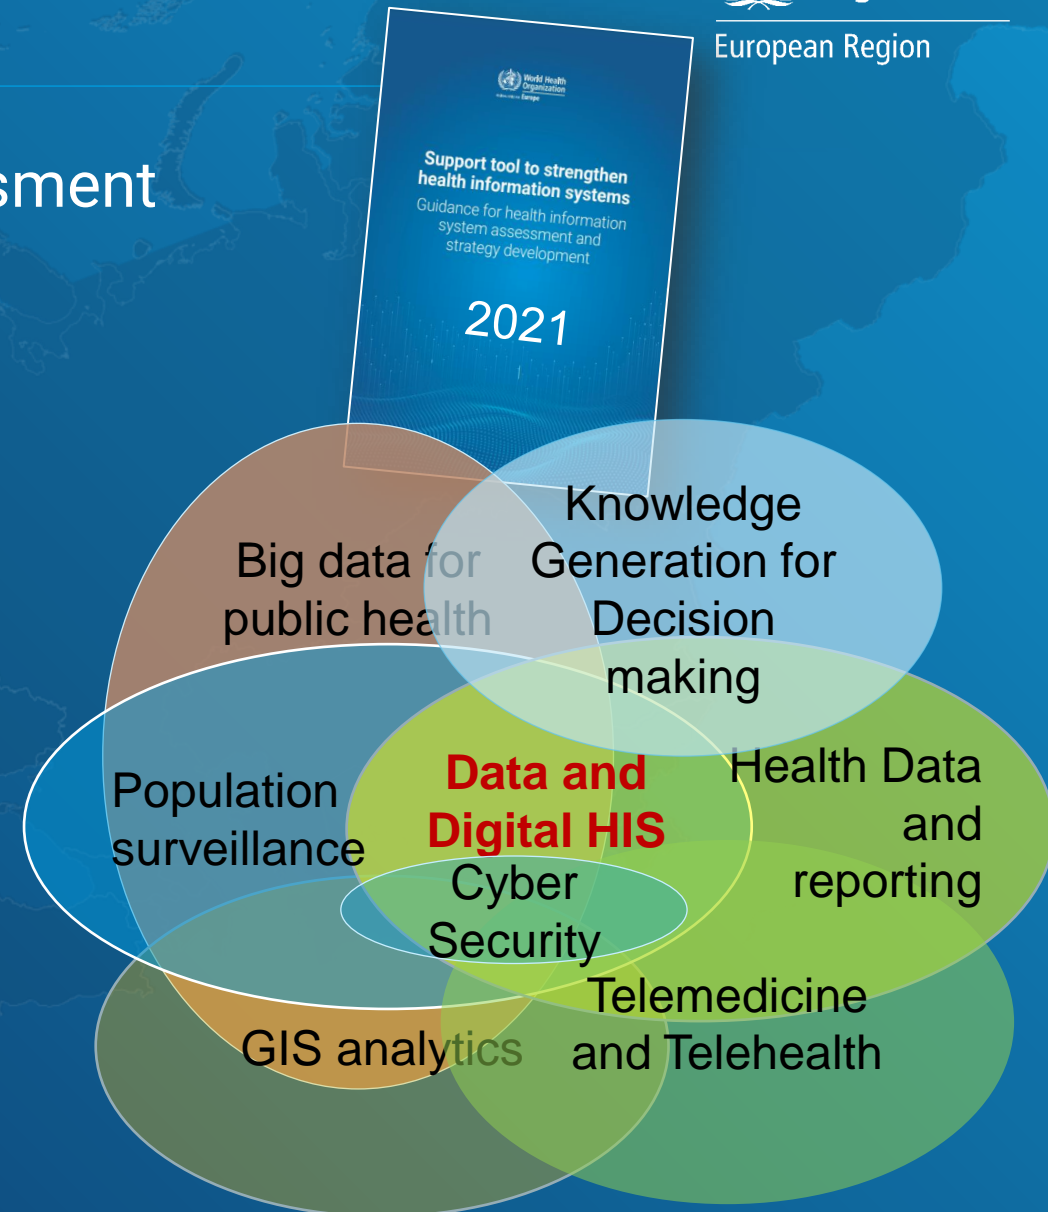 European Region
sment
World Health
Organization
Europe
Support tool to strengthen
health information systems
Guidance for health information
system assessment and
strategy development
2021
Knowledge
Generation for
Decision
making
Big data for
public health
Population
surveillance
Data and
Digital HIS
Cyber
Security
Health Data
and
reporting
Telemedicine
and Telehealth
GIS analytics